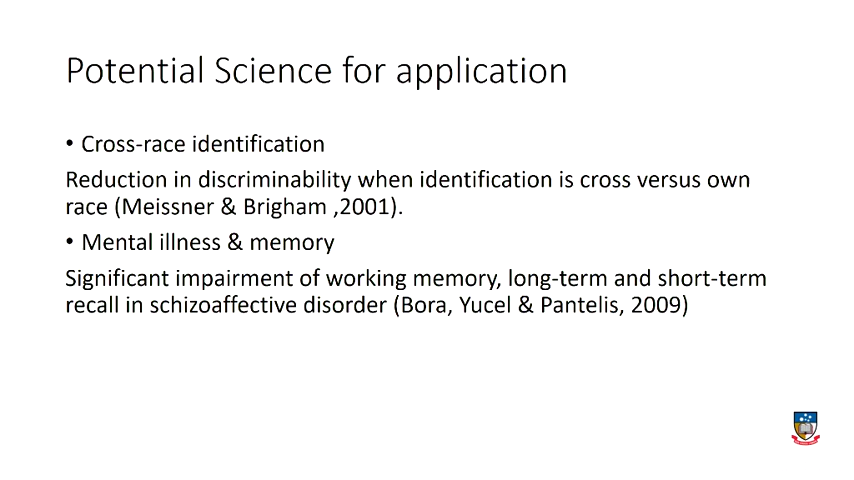 Potential Science for application
• Cross-race identification
Reduction in discriminability when identification is cross versus own
race (Meissner & Brigham ,2001).
• Mental illness & memory
Significant impairment of working memory, long-term and short-term
recall in schizoaffective disorder (Bora, Yucel & Pantelis, 2009)